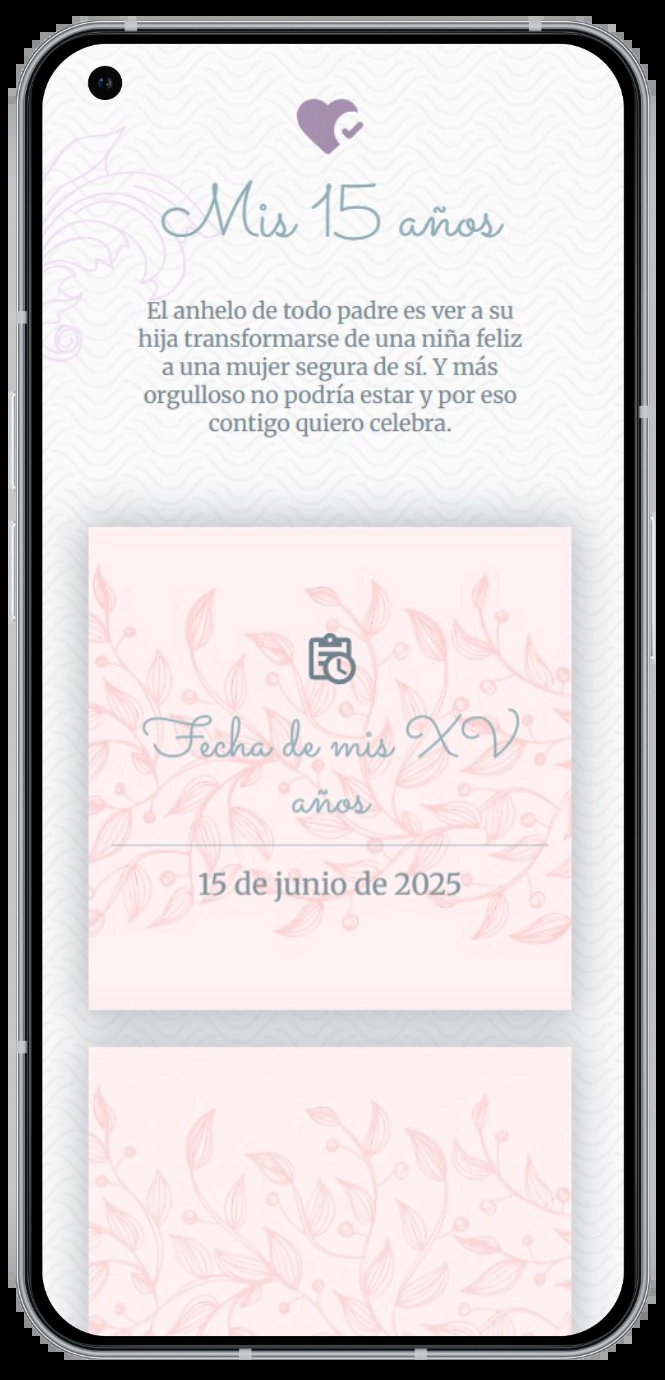 Mis 15 años
El anhelo de todo padre es ver a su
hija transformarse de una niña feliz
a una mujer segura de sí. Y más
orgulloso no podría estar y por eso
contigo quiero celebra.
Fecha de mis XV
años
15 de junio de 2025